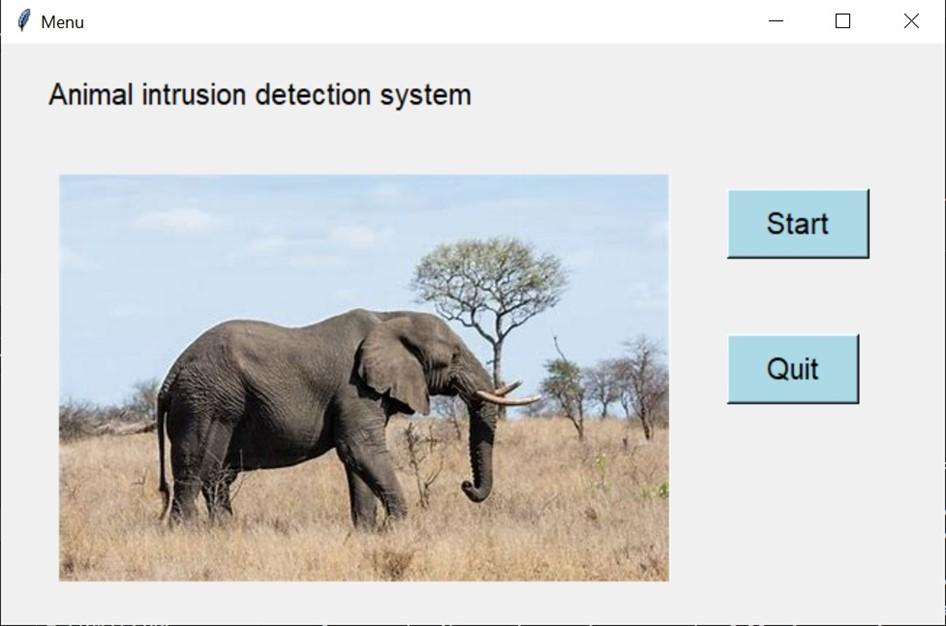 Menu
Animal intrusion detection system
Start
Quit